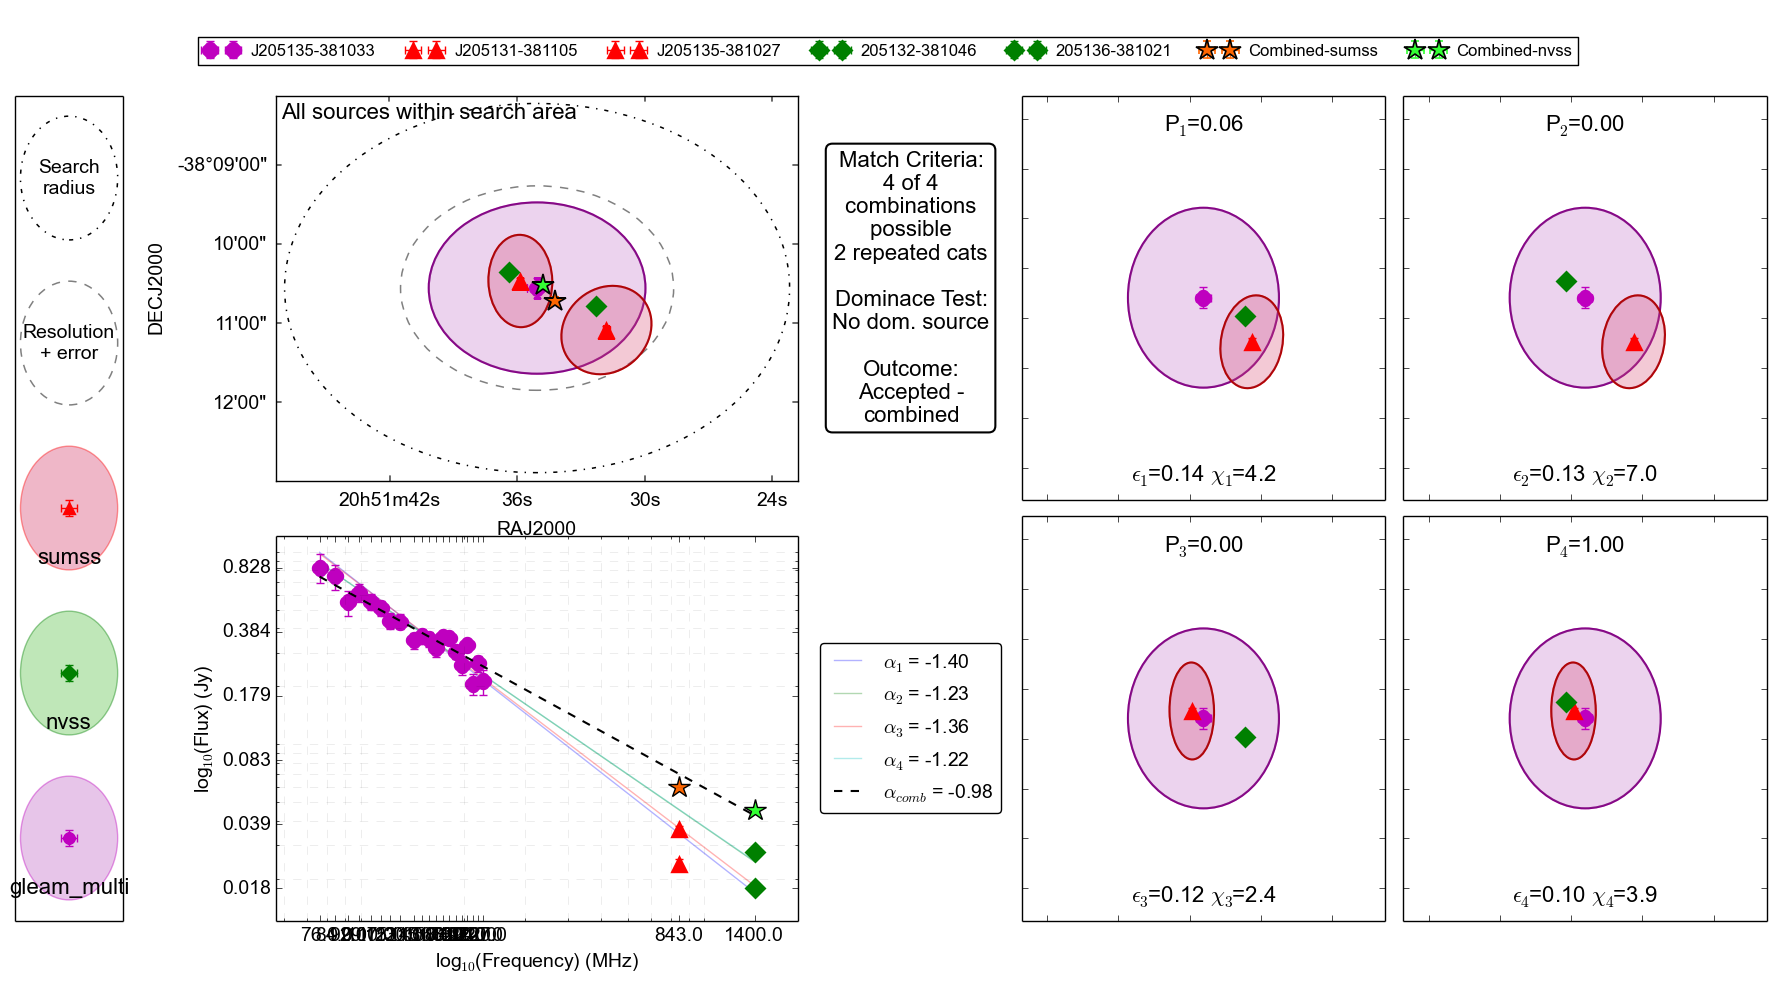 J205135-381033
J205131-381105
J205135-381027
205132-381046
205136-381021
Combined-sumss
Combined-nvss
Search
radius
Resolution
+ error
sumss
nvss
gleam_multi
All sources within search area
-38°09'00"
10'00"
11'00"
12'00"
DECJ2000
20h51m42s
36s
30s
24s
RAJ2000
Match Criteria:
4 of 4
combinations
possible
2 repeated cats
Dominace Test:
No dom. source
Outcome:
Accepted -
combined
P₁=0.06
ϵ₁=0.14 χ₁=4.2
P₂=0.00
ϵ₂=0.13 χ₂=7.0
P₃=0.00
ϵ₃=0.12 χ₃=2.4
P₄=1.00
ϵ₄=0.10 χ₄=3.9
0.828
0.384
0.179
0.083
0.039
0.018
log₁₀(Flux) (Jy)
843.0
1400.0
log₁₀(Frequency) (MHz)
α₁ = -1.40
α₂ = -1.23
α₃ = -1.36
α₄ = -1.22
α_comb = -0.98